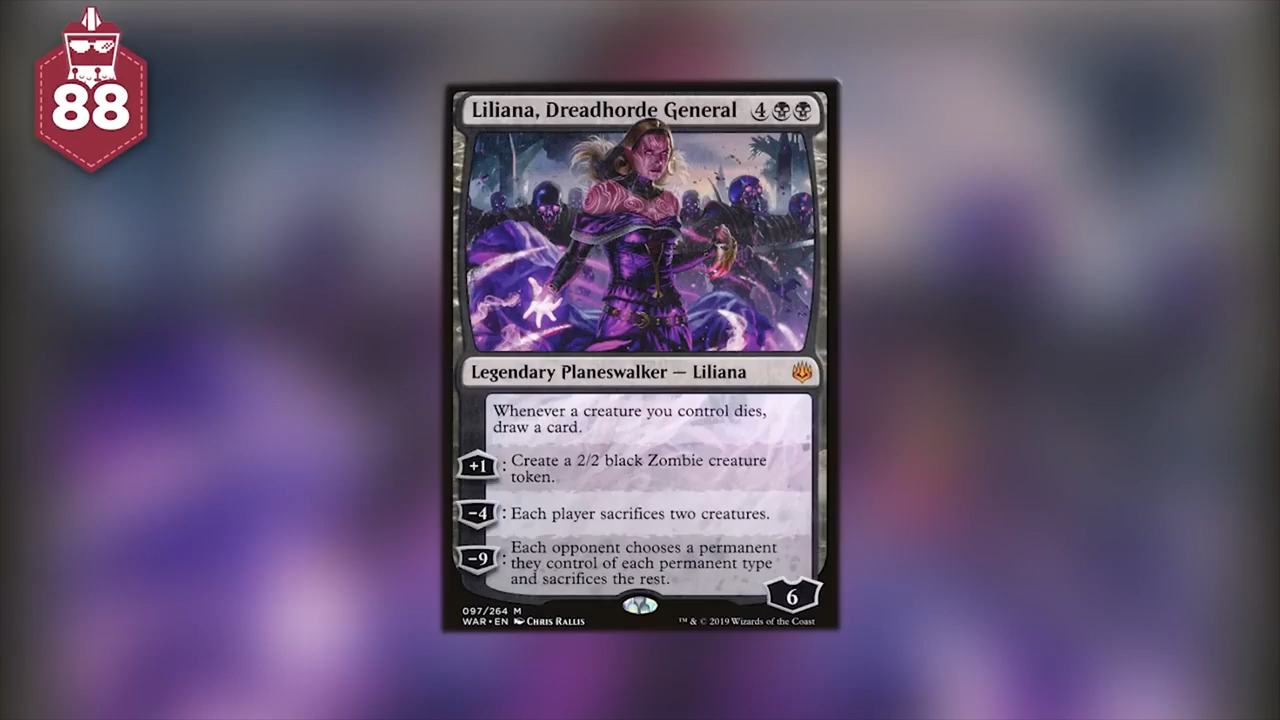 88
Liliana, Dreadhorde General 4
Legendary Planeswalker — Liliana
Whenever a creature you control dies,
draw a card.
+1 : Create a 2/2 black Zombie creature
token.
−4 : Each player sacrifices two creatures.
−9 : Each opponent chooses a permanent
they control of each permanent type
and sacrifices the rest.
6
097/264 M
WAR • EN Chris Rallis
™ & © 2019 Wizards of the Coast